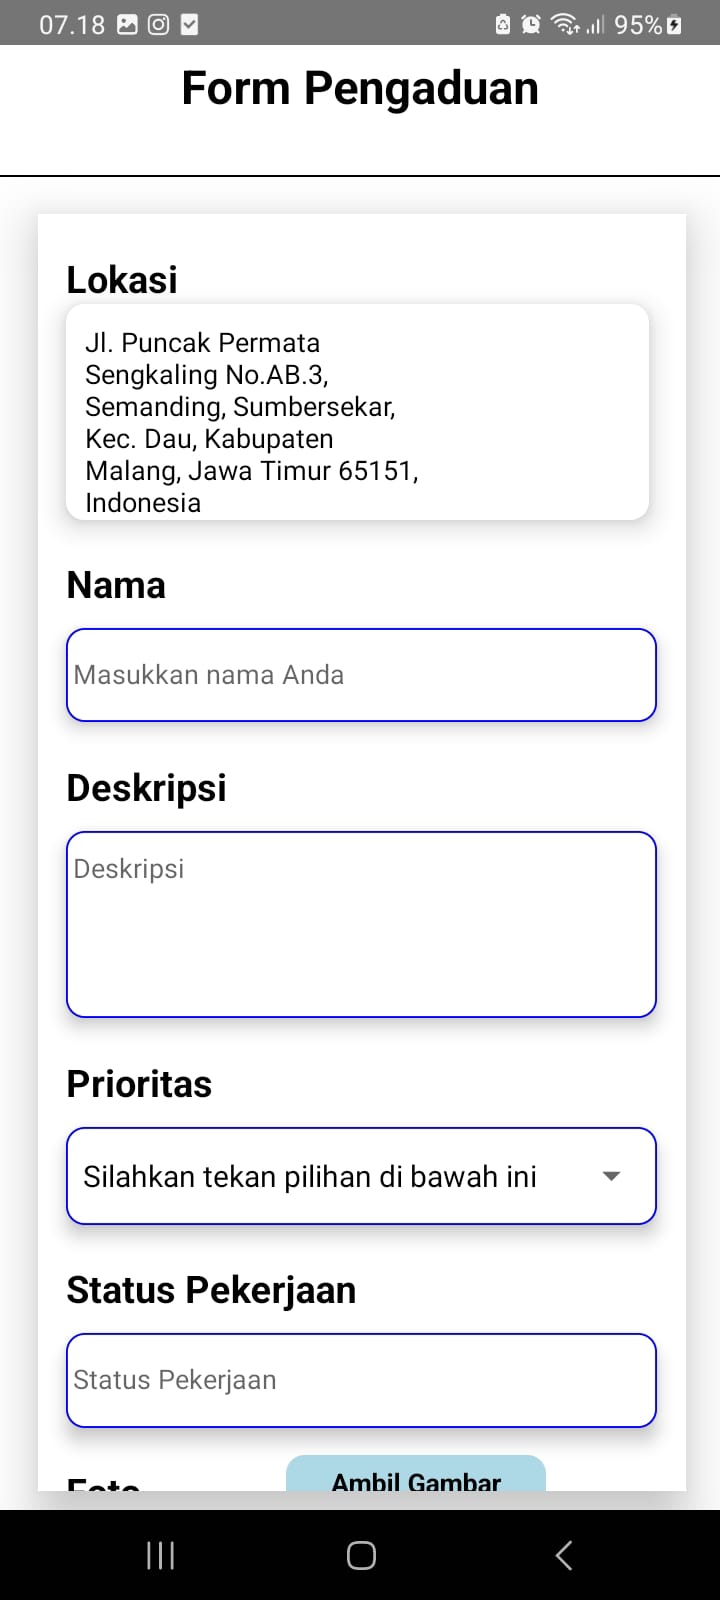 07.18
95%
Form Pengaduan
Lokasi
Jl. Puncak Permata
Sengkaling No.AB.3,
Semanding, Sumbersekar,
Kec. Dau, Kabupaten
Malang, Jawa Timur 65151,
Indonesia
Nama
Masukkan nama Anda
Deskripsi
Deskripsi
Prioritas
Silahkan tekan pilihan di bawah ini
Status Pekerjaan
Status Pekerjaan
Foto
Ambil Gambar